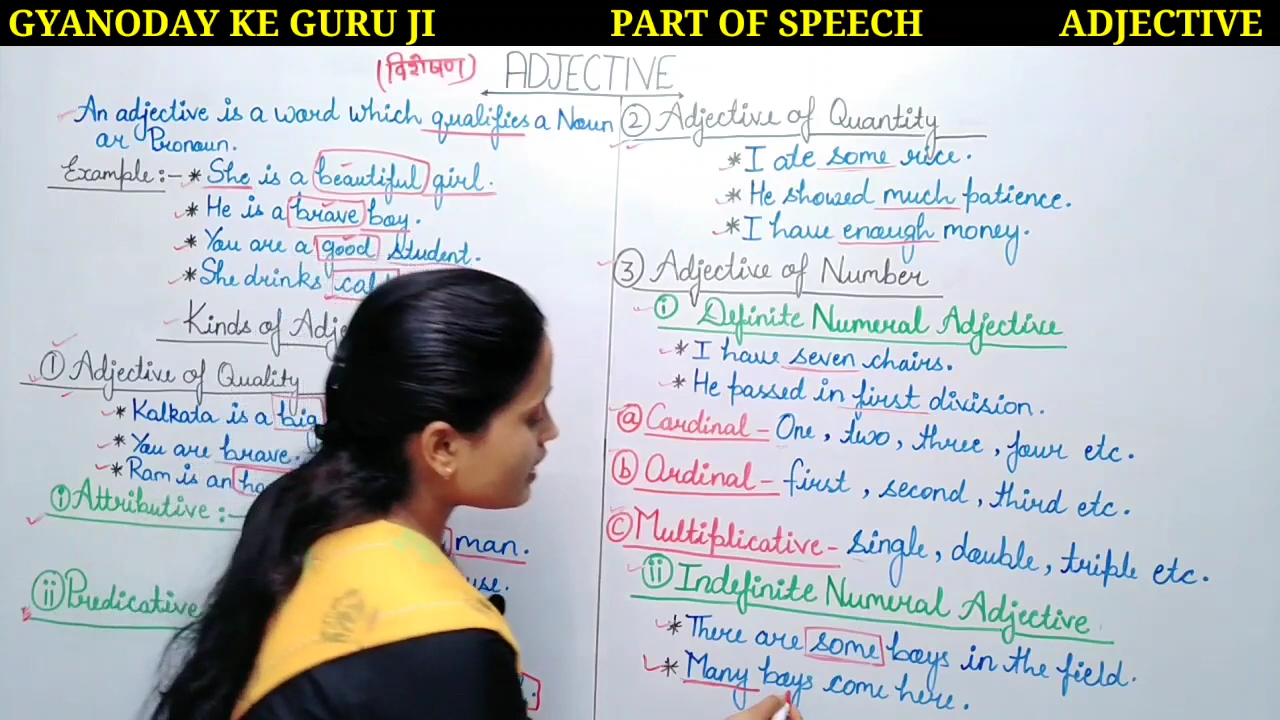 GYANODAY KE GURU JI PART OF SPEECH ADJECTIVE
(विशेषण) ADJECTIVE
An adjective is a word which qualifies a Noun
or Pronoun.
Example:- * She is a beautiful girl.
* He is a brave boy.
* You are a good student.
* She drinks
Kinds of
① Adjective of Quality
* Kalkata is a big
* You are brave.
* Ram is an
ⓘ Attributive :-
man.
ⓘⓘ Predicative
② Adjective of Quantity
* I ate some rice.
* He showed much patience.
* I have enough money.
③ Adjective of Number
ⓘ Definite Numeral Adjective
* I have seven chairs.
* He passed in first division.
ⓐ Cardinal - One, two, three, four etc.
ⓑ Ordinal - first, second, third etc.
ⓒ Multiplicative - single, double, triple etc.
ⓘⓘ Indefinite Numeral Adjective
* There are some boys in the field.
* Many boys come here.